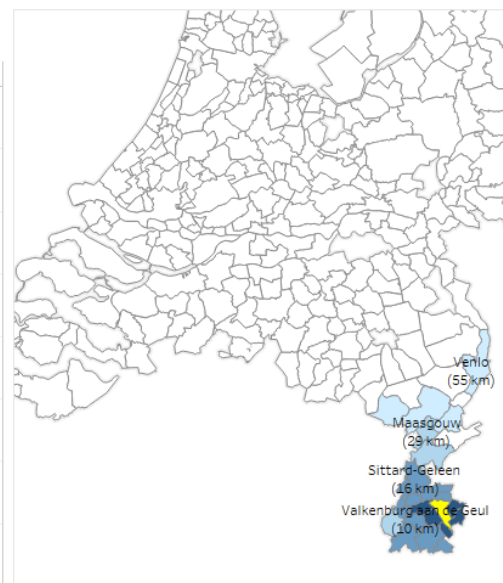 Venlo
(55 km)
Maasgouw
(29 km)
Sittard-Geleen
(16 km)
Valkenburg aan de Geul
(10 km)